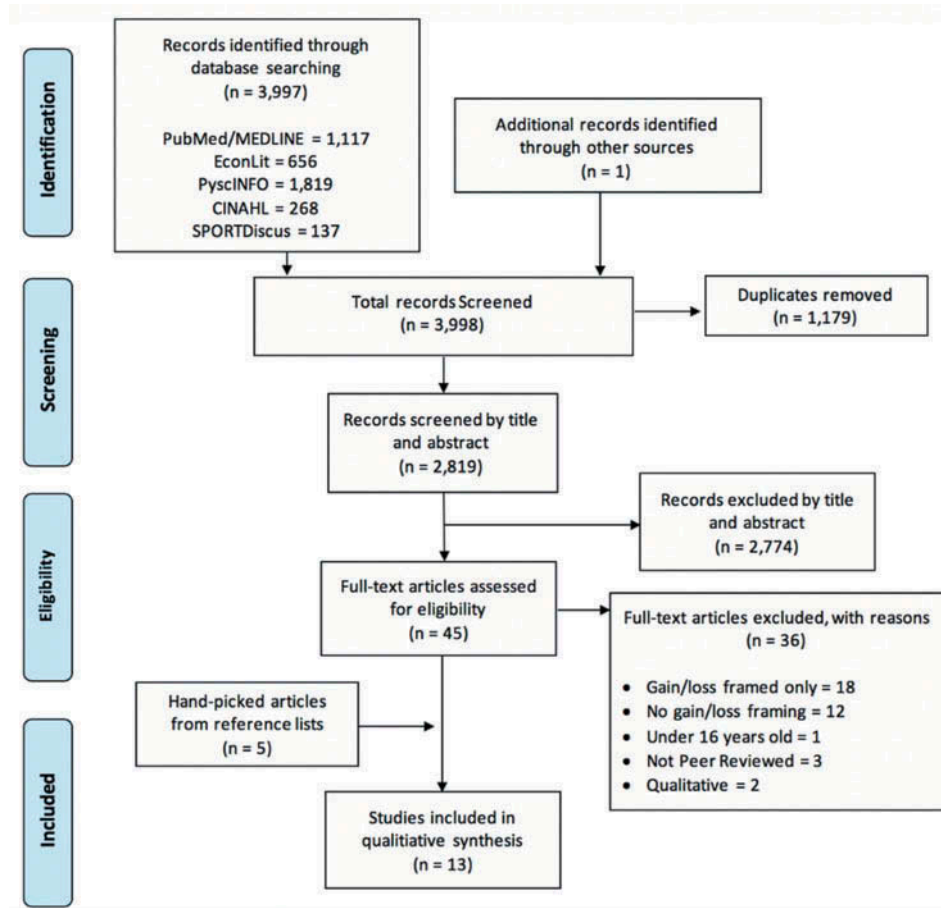 Identification
Records identified through
database searching
(n = 3,997)
PubMed/MEDLINE = 1,117
EconLit = 656
PyscINFO = 1,819
CINAHL = 268
SPORTDiscus = 137
Additional records identified
through other sources
(n = 1)
Screening
Total records Screened
(n = 3,998)
Duplicates removed
(n = 1,179)
Records screened by title
and abstract
(n = 2,819)
Eligibility
Records excluded by title
and abstract
(n = 2,774)
Full-text articles assessed
for eligibility
(n = 45)
Full-text articles excluded, with reasons
(n = 36)
• Gain/loss framed only = 18
• No gain/loss framing = 12
• Under 16 years old = 1
• Not Peer Reviewed = 3
• Qualitative = 2
Included
Hand-picked articles
from reference lists
(n = 5)
Studies included in
qualitiative synthesis
(n = 13)